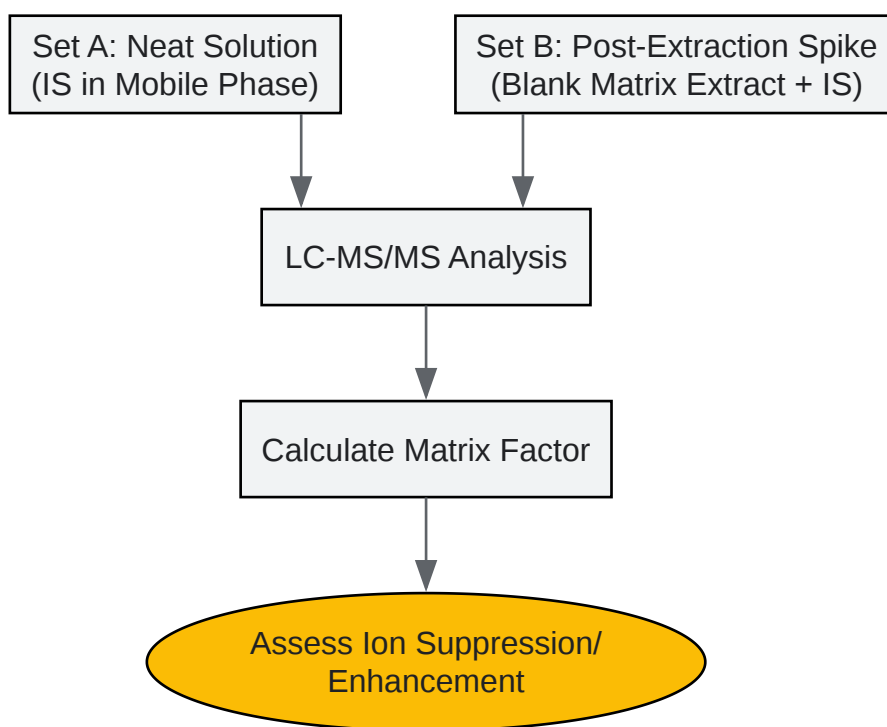 Set A: Neat Solution
(IS in Mobile Phase)
Set B: Post-Extraction Spike
(Blank Matrix Extract + IS)
LC-MS/MS Analysis
Calculate Matrix Factor
Assess Ion Suppression/
Enhancement